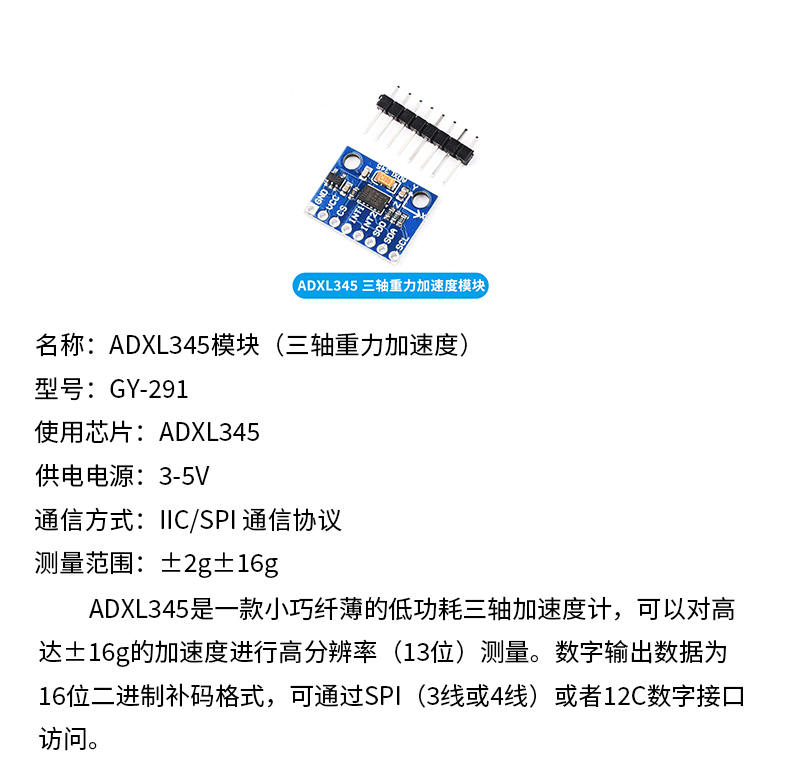 GND
VCC
CS
INT1
INT2
SDO
SDA
SCL
ADXL345 三轴重力加速度模块
名称：ADXL345模块（三轴重力加速度）
型号：GY-291
使用芯片：ADXL345
供电电源：3-5V
通信方式：IIC/SPI 通信协议
测量范围：±2g±16g
ADXL345是一款小巧纤薄的低功耗三轴加速度计，可以对高
达±16g的加速度进行高分辨率（13位）测量。数字输出数据为
16位二进制补码格式，可通过SPI（3线或4线）或者12C数字接口
访问。